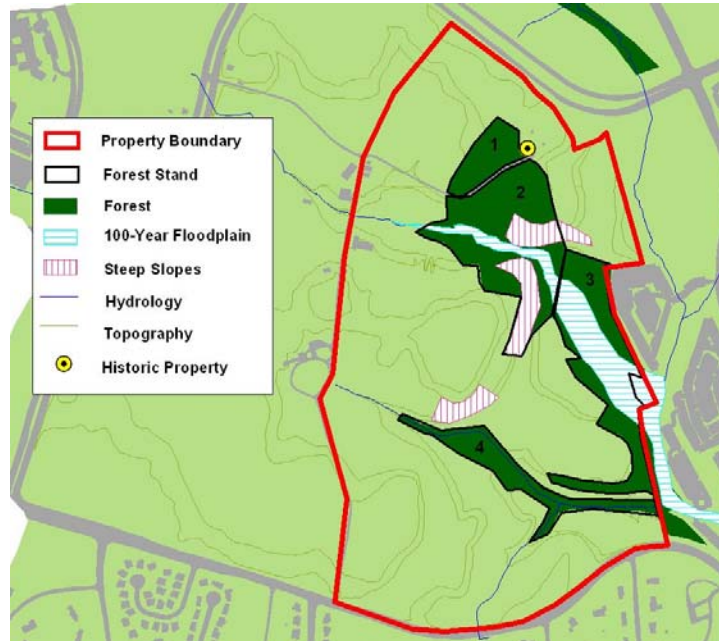 Property Boundary
Forest Stand
Forest
100-Year Floodplain
Steep Slopes
Hydrology
Topography
Historic Property
1
2
3
4